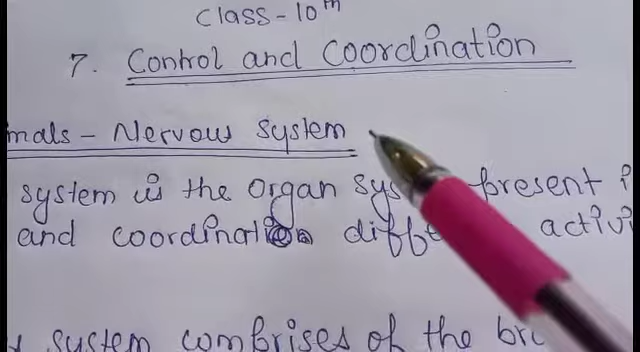 Class - 10th
7. Control and Coordination
mals - Nervous system
system is the organ sys present i
and coordinat diff activi
system comprises of the br